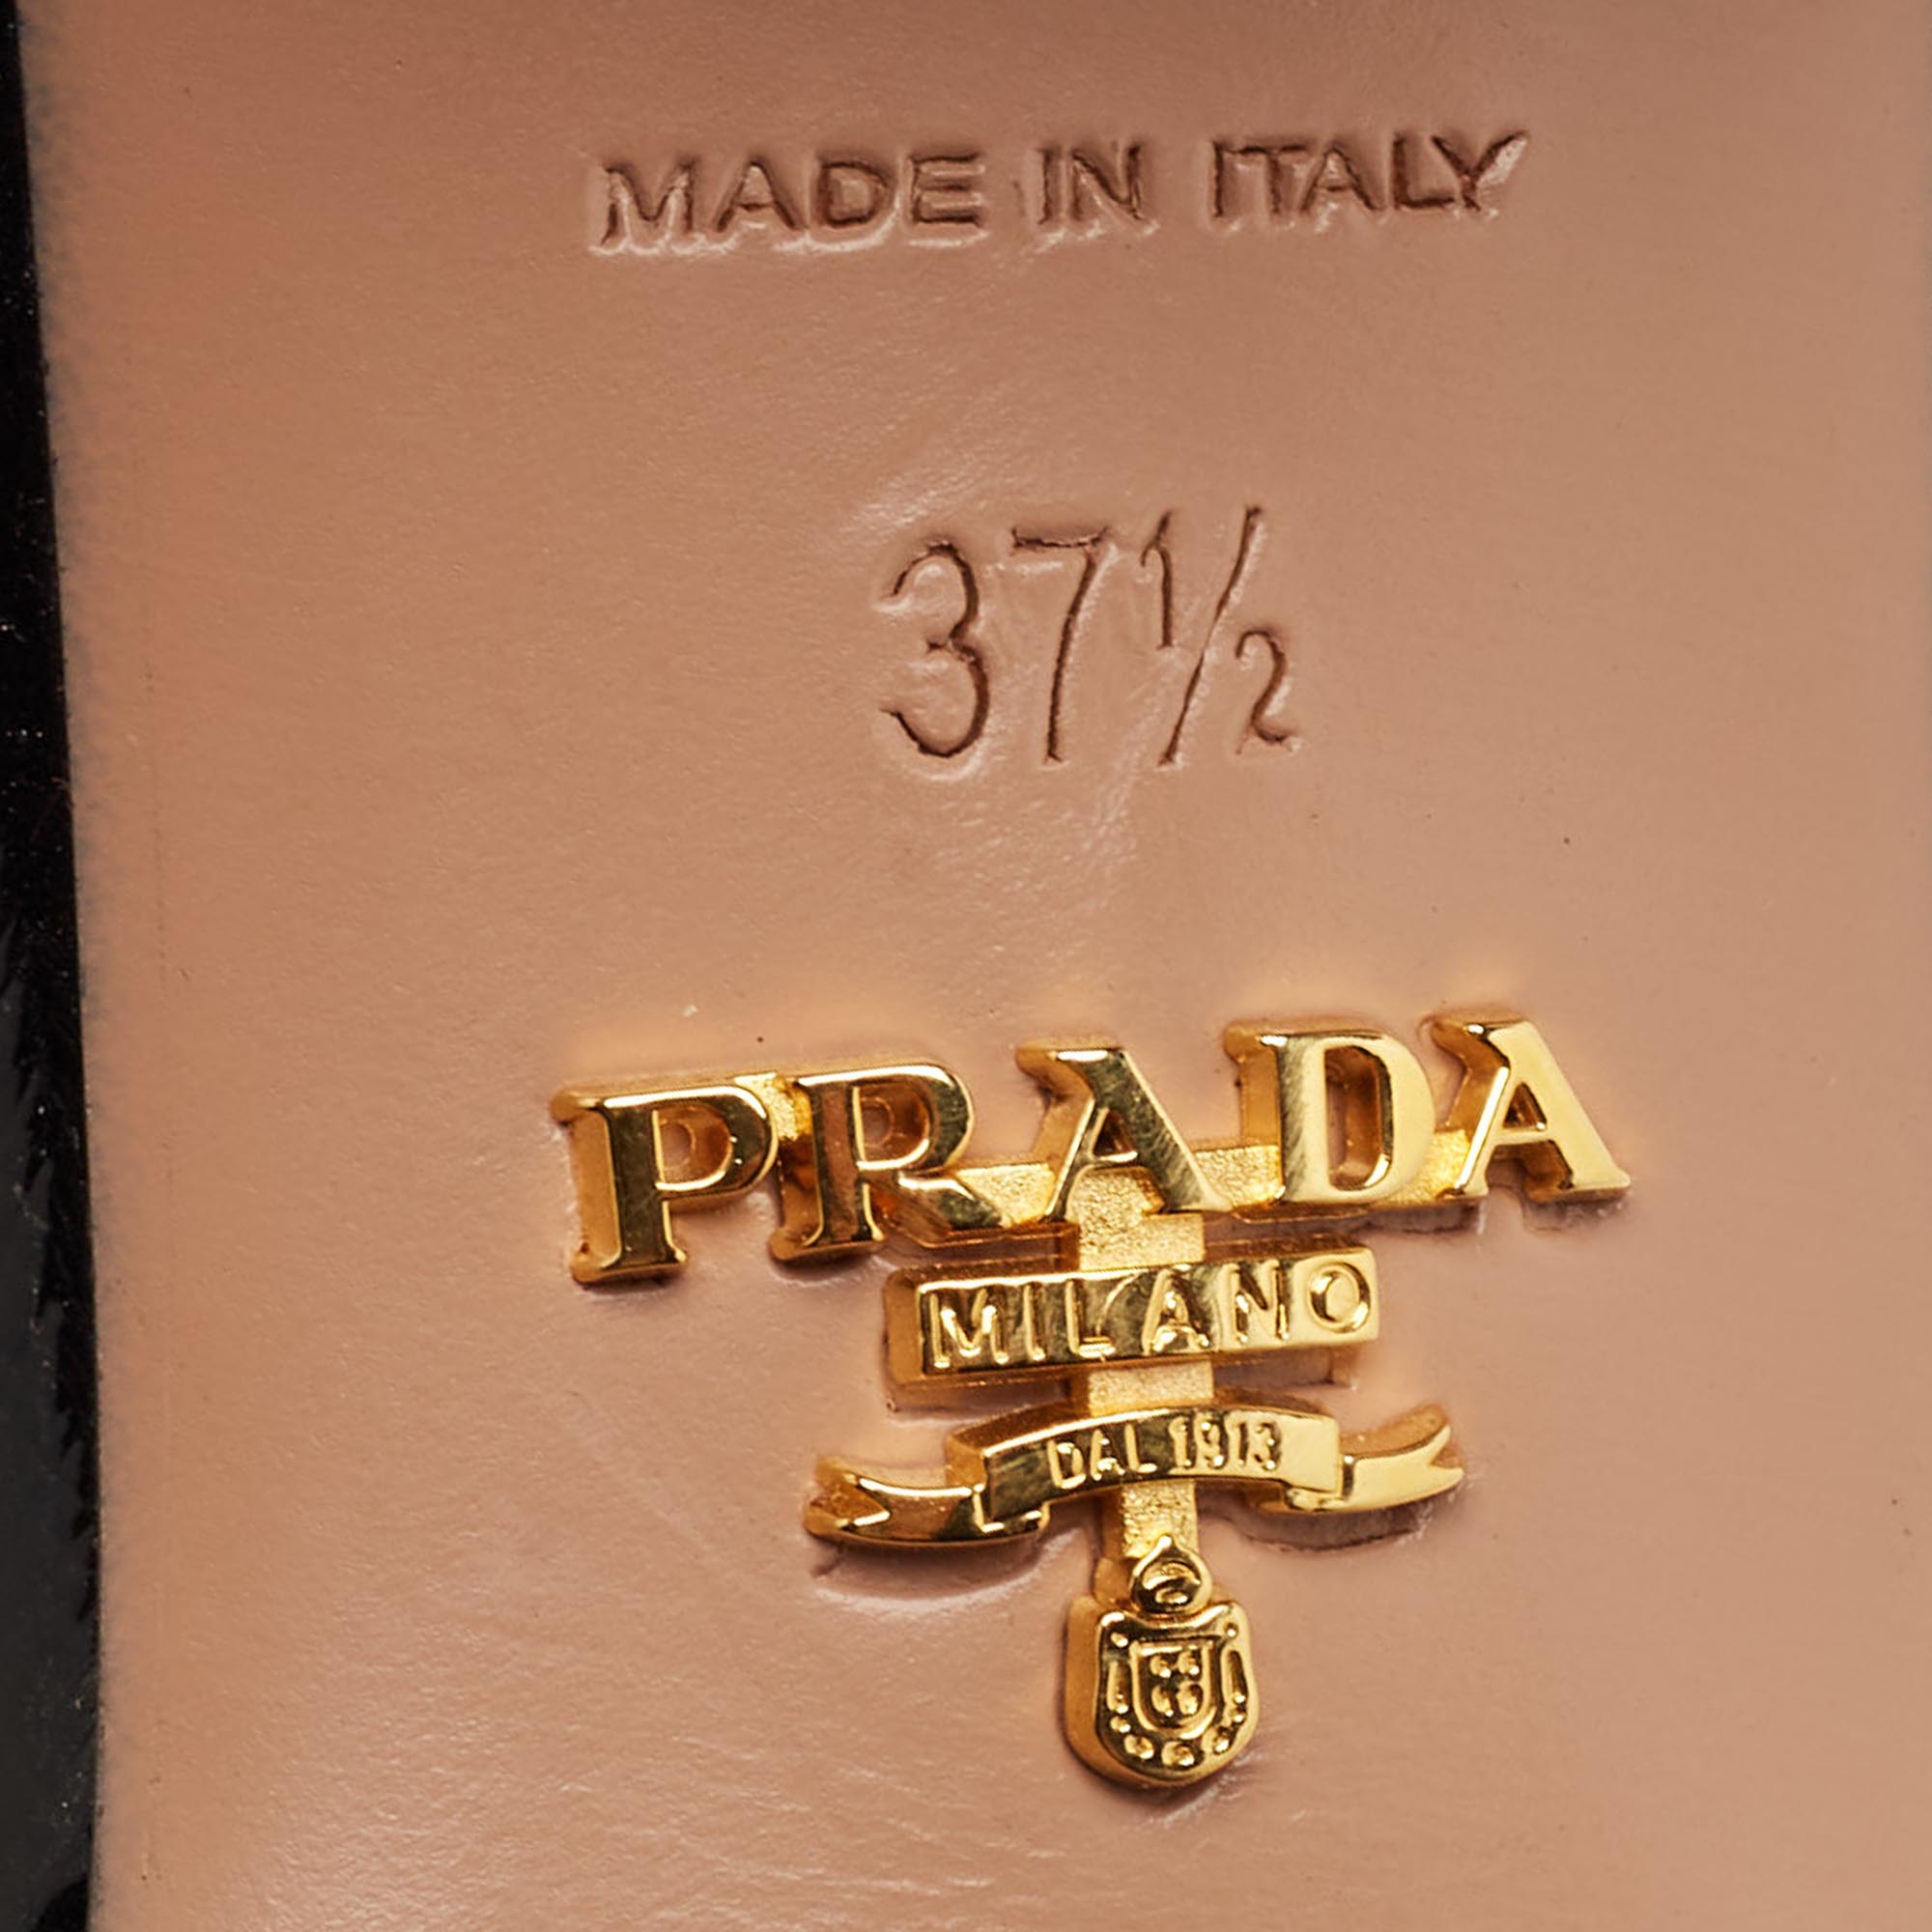 MADE IN ITALY
37½
PRADA
MILANO
DAL 1913